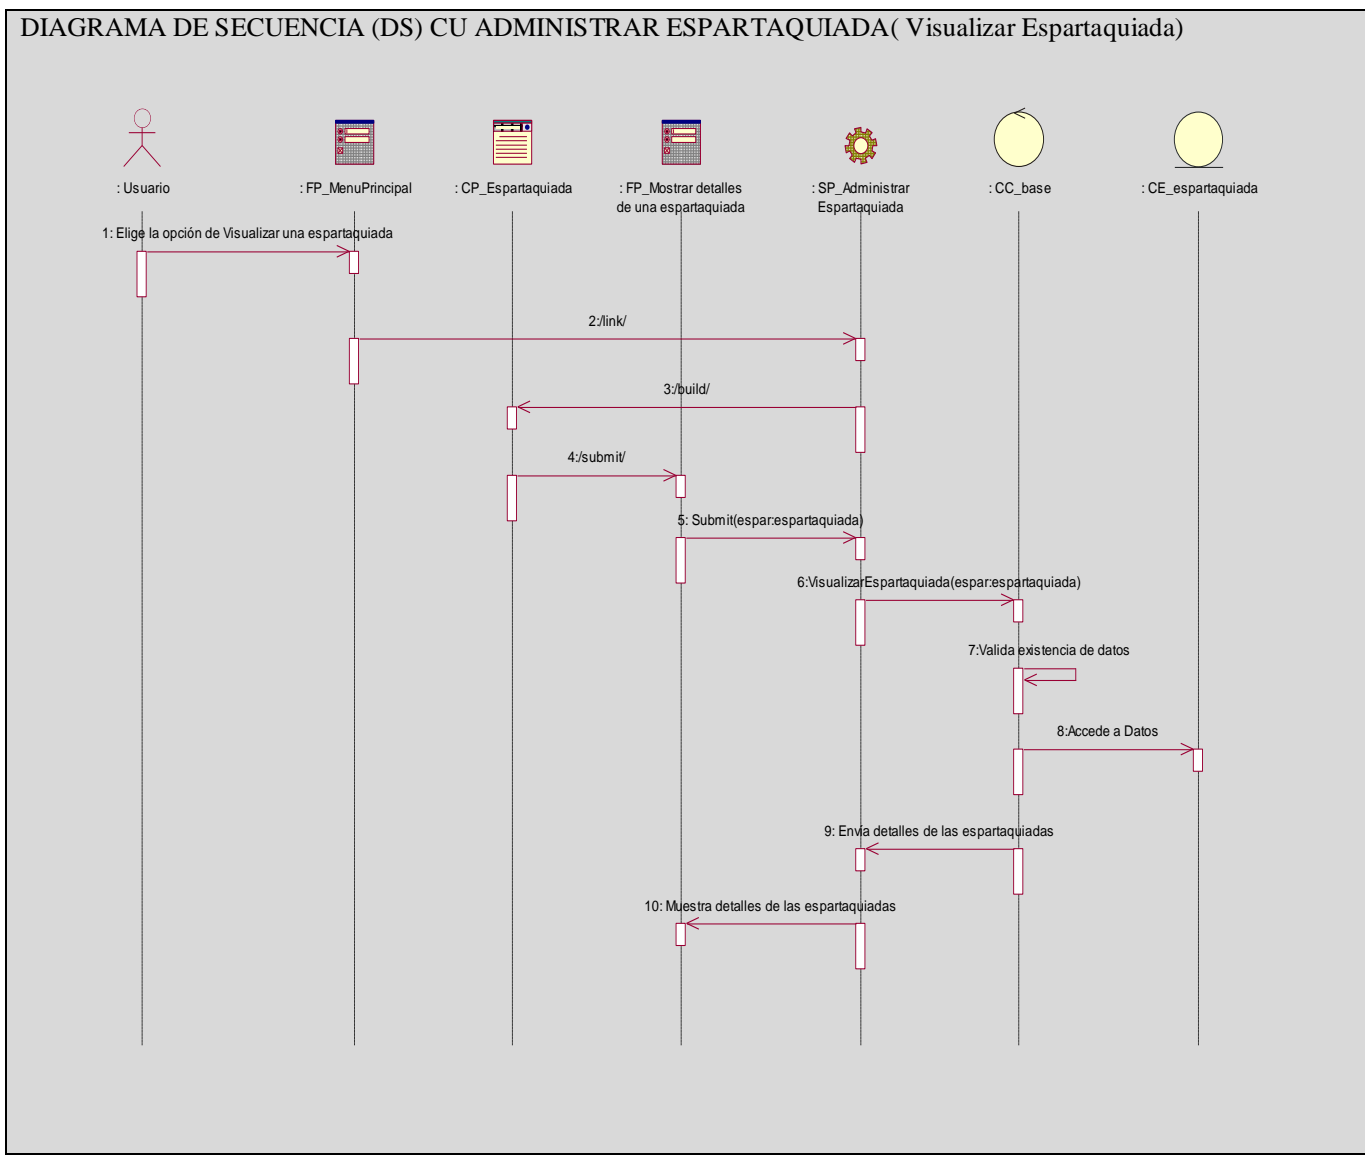 DIAGRAMA DE SECUENCIA (DS) CU ADMINISTRAR ESPARTAQUIADA( Visualizar Espartaquiada)
: Usuario
: FP_MenuPrincipal
: CP_Espartaquiada
: FP_Mostrar detalles
de una espartaquiada
: SP_Administrar
Espartaquiada
: CC_base
: CE_espartaquiada
1: Elige la opción de Visualizar una espartaquiada
2:/link/
3:/build/
4:/submit/
5: Submit(espar:espartaquiada)
6:VisualizarEspartaquiada(espar:espartaquiada)
7:Valida existencia de datos
8:Accede a Datos
9: Envía detalles de las espartaquiadas
10: Muestra detalles de las espartaquiadas